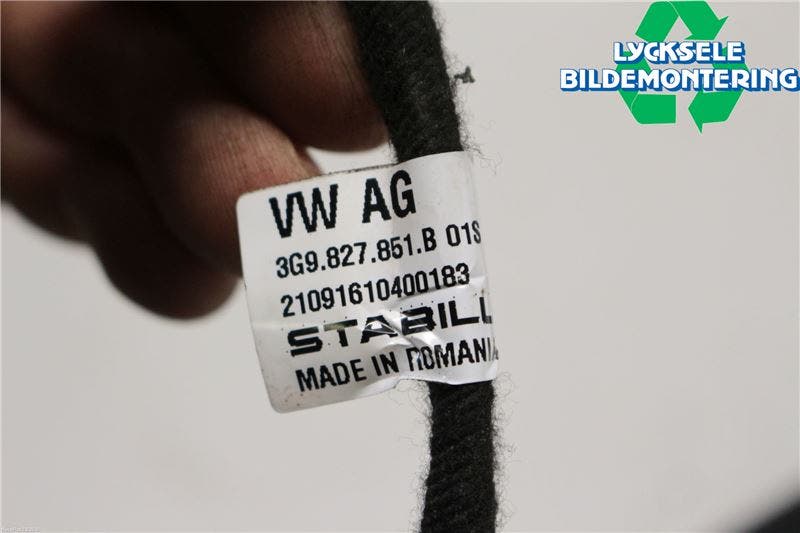 LYCKSELE
BILDEMONTERING
VW AG
3G9.827.851.B 01S
21091610400183
STABILL
MADE IN ROMANIA